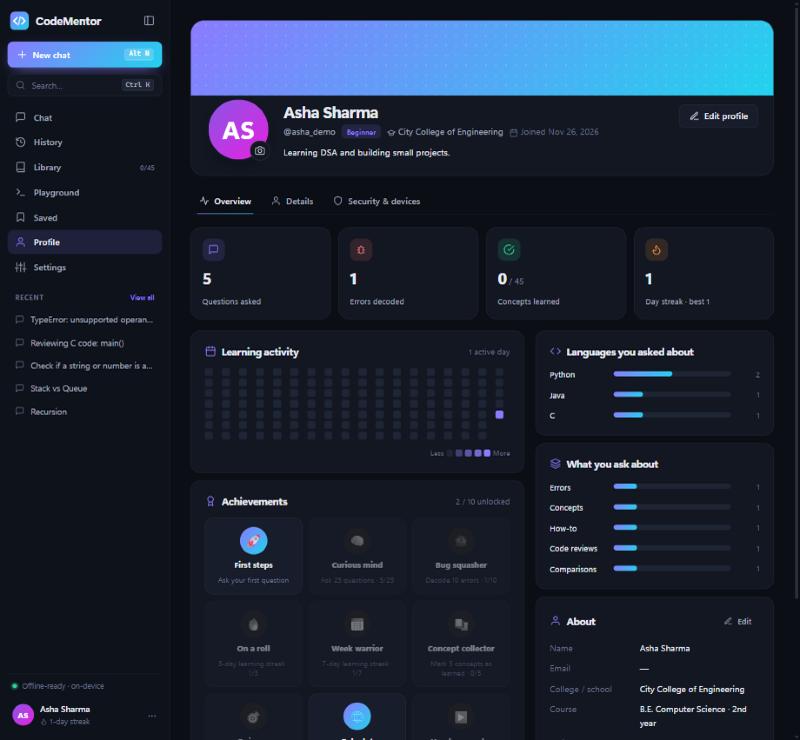 CodeMentor
New chat
Alt N
Search...
Ctrl K
Chat
History
Library
0/45
Playground
Saved
Profile
Settings
RECENT
View all
TypeError: unsupported operan...
Reviewing C code: main()
Check if a string or number is a...
Stack vs Queue
Recursion
Offline-ready · on-device
AS
Asha Sharma
1-day streak
AS
Asha Sharma
@asha_demo
Beginner
City College of Engineering
Joined Nov 26, 2026
Learning DSA and building small projects.
Edit profile
Overview
Details
Security & devices
5
Questions asked
1
Errors decoded
0 / 45
Concepts learned
1
Day streak · best 1
Learning activity
1 active day
Less
More
Achievements
2 / 10 unlocked
First steps
Ask your first question
Curious mind
Ask 25 questions · 5/25
Bug squasher
Decode 10 errors · 1/10
On a roll
3-day learning streak ·
1/3
Week warrior
7-day learning streak ·
1/7
Concept collector
Mark 5 concepts as
learned · 0/5
Languages you asked about
Python
2
Java
1
C
1
What you ask about
Errors
1
Concepts
1
How-to
1
Code reviews
1
Comparisons
1
About
Edit
Name
Asha Sharma
Email
—
College / school
City College of Engineering
Course
B.E. Computer Science · 2nd
year